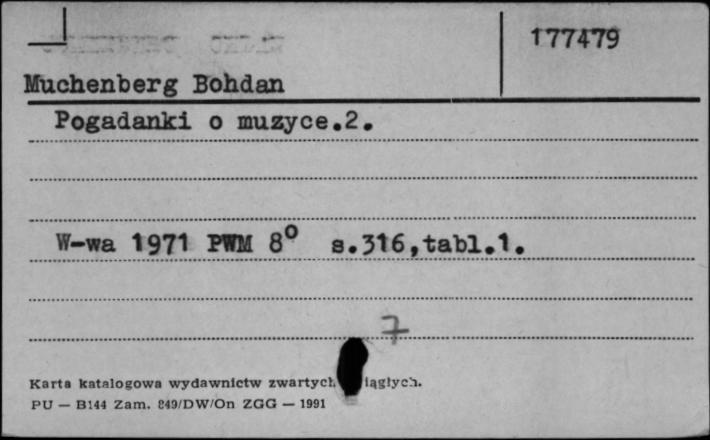 177479
Muchenberg Bohdan
Pogadanki o muzyce.2.
W-wa 1971 PWM 8° s.316,tabl.1.
7
Karta katalogowa wydawnictw zwartych iągłych.
PU — B144 Zam. 849/DW/On ZGG — 1991